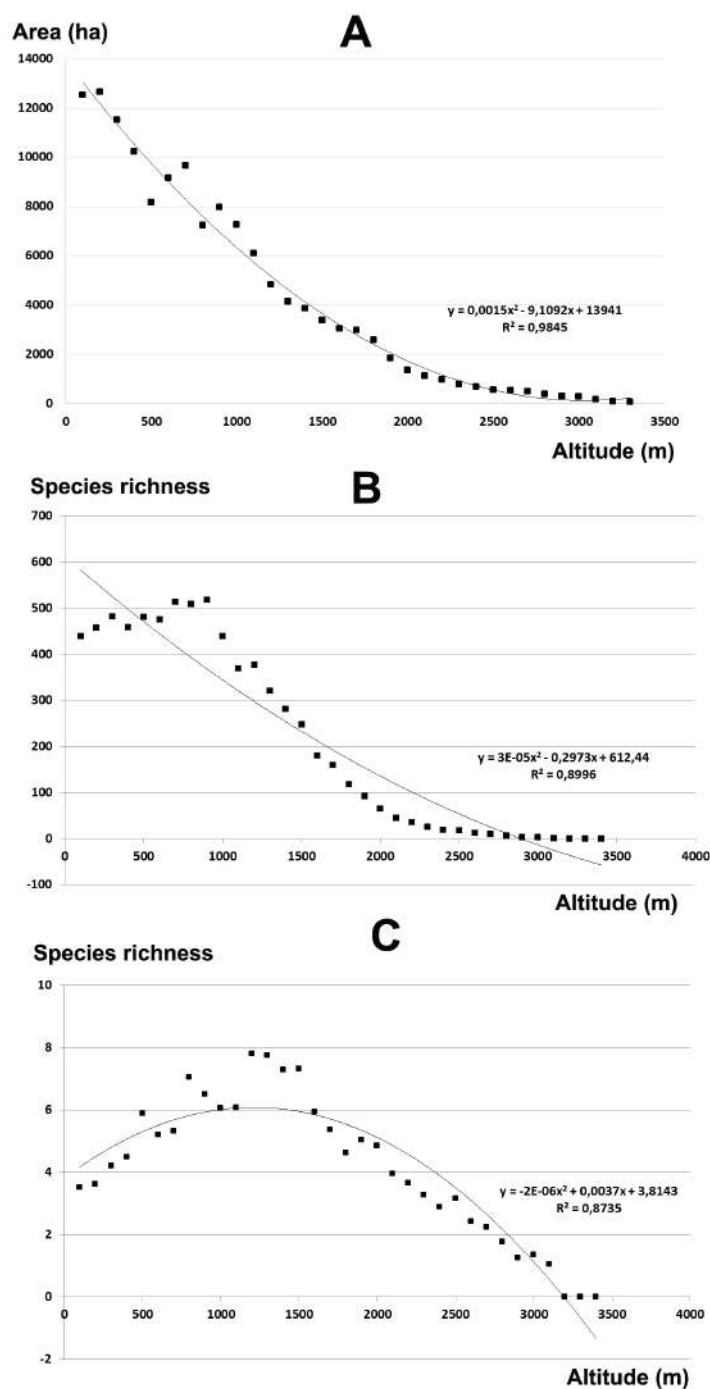 A
Area (ha)
14000
12000
10000
8000
6000
4000
2000
0
y = 0,0015x² - 9,1092x + 13941
R² = 0,9845
0 500 1000 1500 2000 2500 3000 3500
Altitude (m)
Species richness
B
700
600
500
400
300
200
100
0
-100
y = 3E-05x² - 0,2973x + 612,44
R² = 0,8996
0 500 1000 1500 2000 2500 3000 3500 4000
Altitude (m)
C
Species richness
10
8
6
4
2
0
-2
y = -2E-06x² + 0,0037x + 3,8143
R² = 0,8735
0 500 1000 1500 2000 2500 3000 3500 4000
Altitude (m)